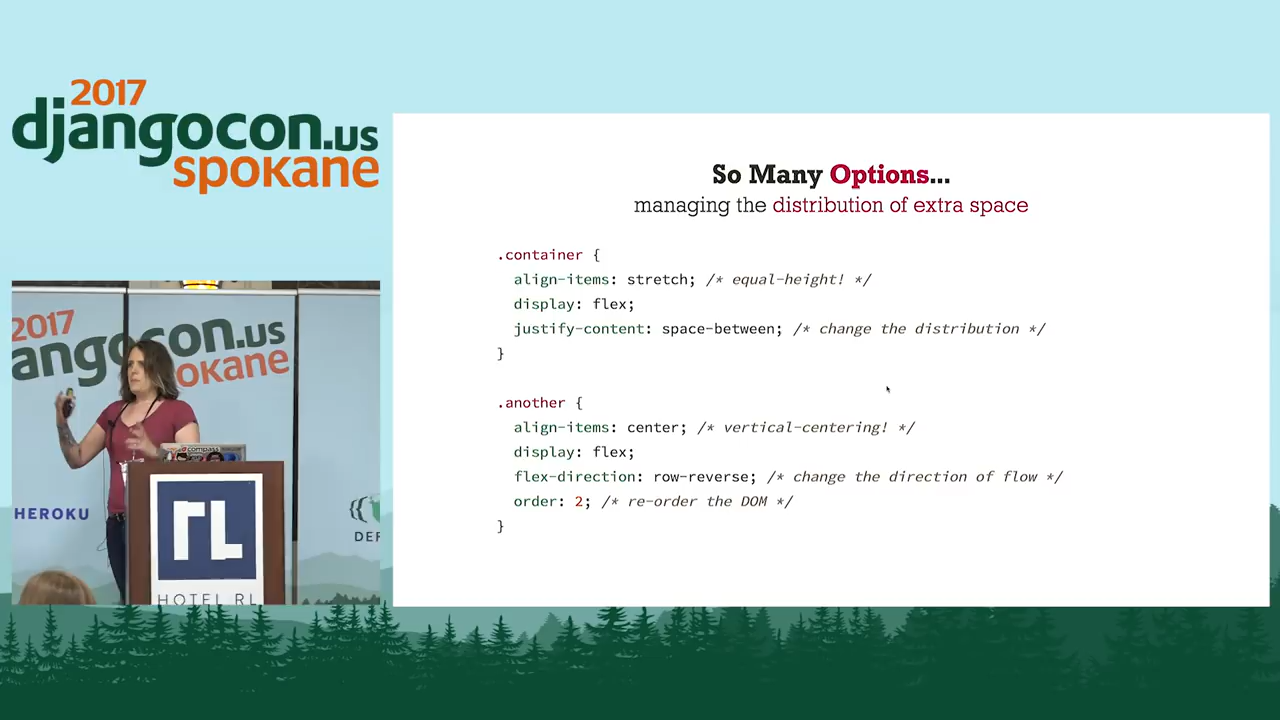 2017
djangocon.us
spokane
So Many Options...
managing the distribution of extra space
.container {
align-items: stretch; /* equal-height! */
display: flex;
justify-content: space-between; /* change the distribution */
}
.another {
align-items: center; /* vertical-centering! */
display: flex;
flex-direction: row-reverse; /* change the direction of flow */
order: 2; /* re-order the DOM */
}
2017
angocon.us
spokane
compass
HEROKU
DEF
RL
HOTEL RL